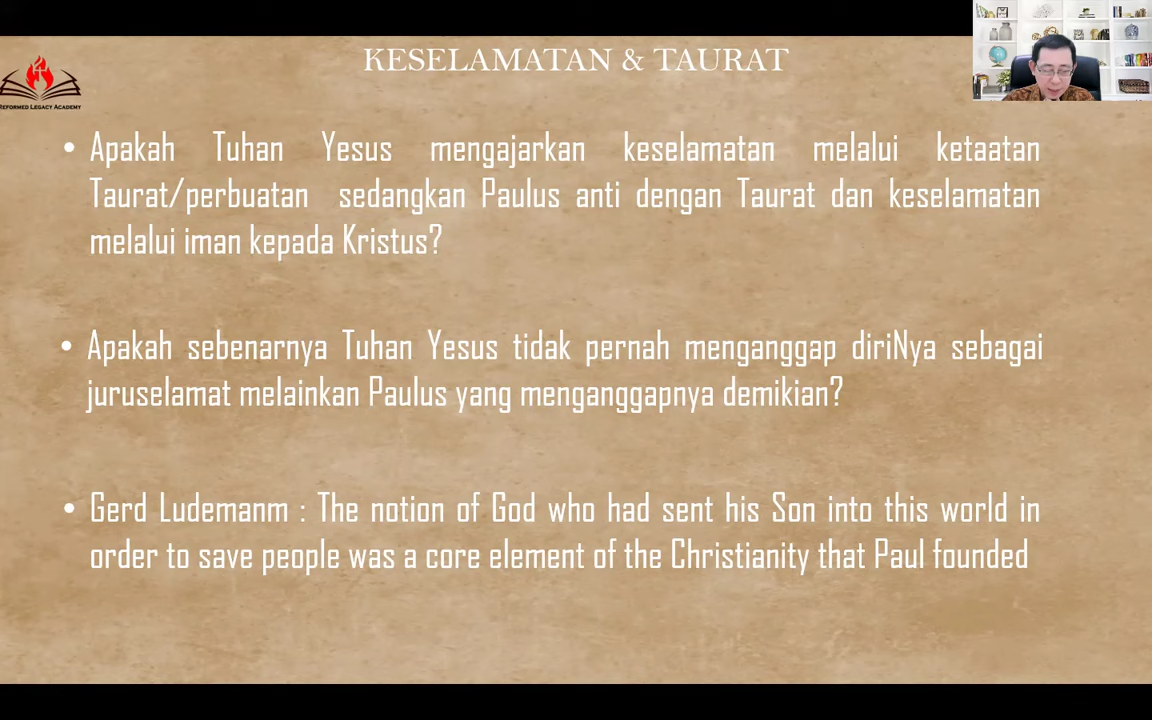 KESELAMATAN & TAURAT
REFORMED LEGACY ACADEMY
• Apakah Tuhan Yesus mengajarkan keselamatan melalui ketaatan
Taurat/perbuatan sedangkan Paulus anti dengan Taurat dan keselamatan
melalui iman kepada Kristus?
• Apakah sebenarnya Tuhan Yesus tidak pernah menganggap diriNya sebagai
juruselamat melainkan Paulus yang menganggapnya demikian?
• Gerd Ludemanm : The notion of God who had sent his Son into this world in
order to save people was a core element of the Christianity that Paul founded